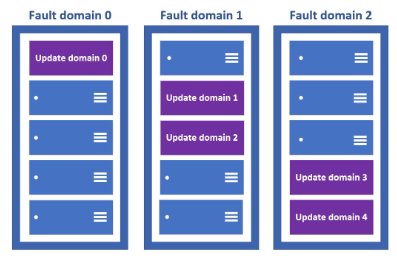 Fault domain 0
Fault domain 1
Fault domain 2
Update domain 0
Update domain 1
Update domain 2
Update domain 3
Update domain 4